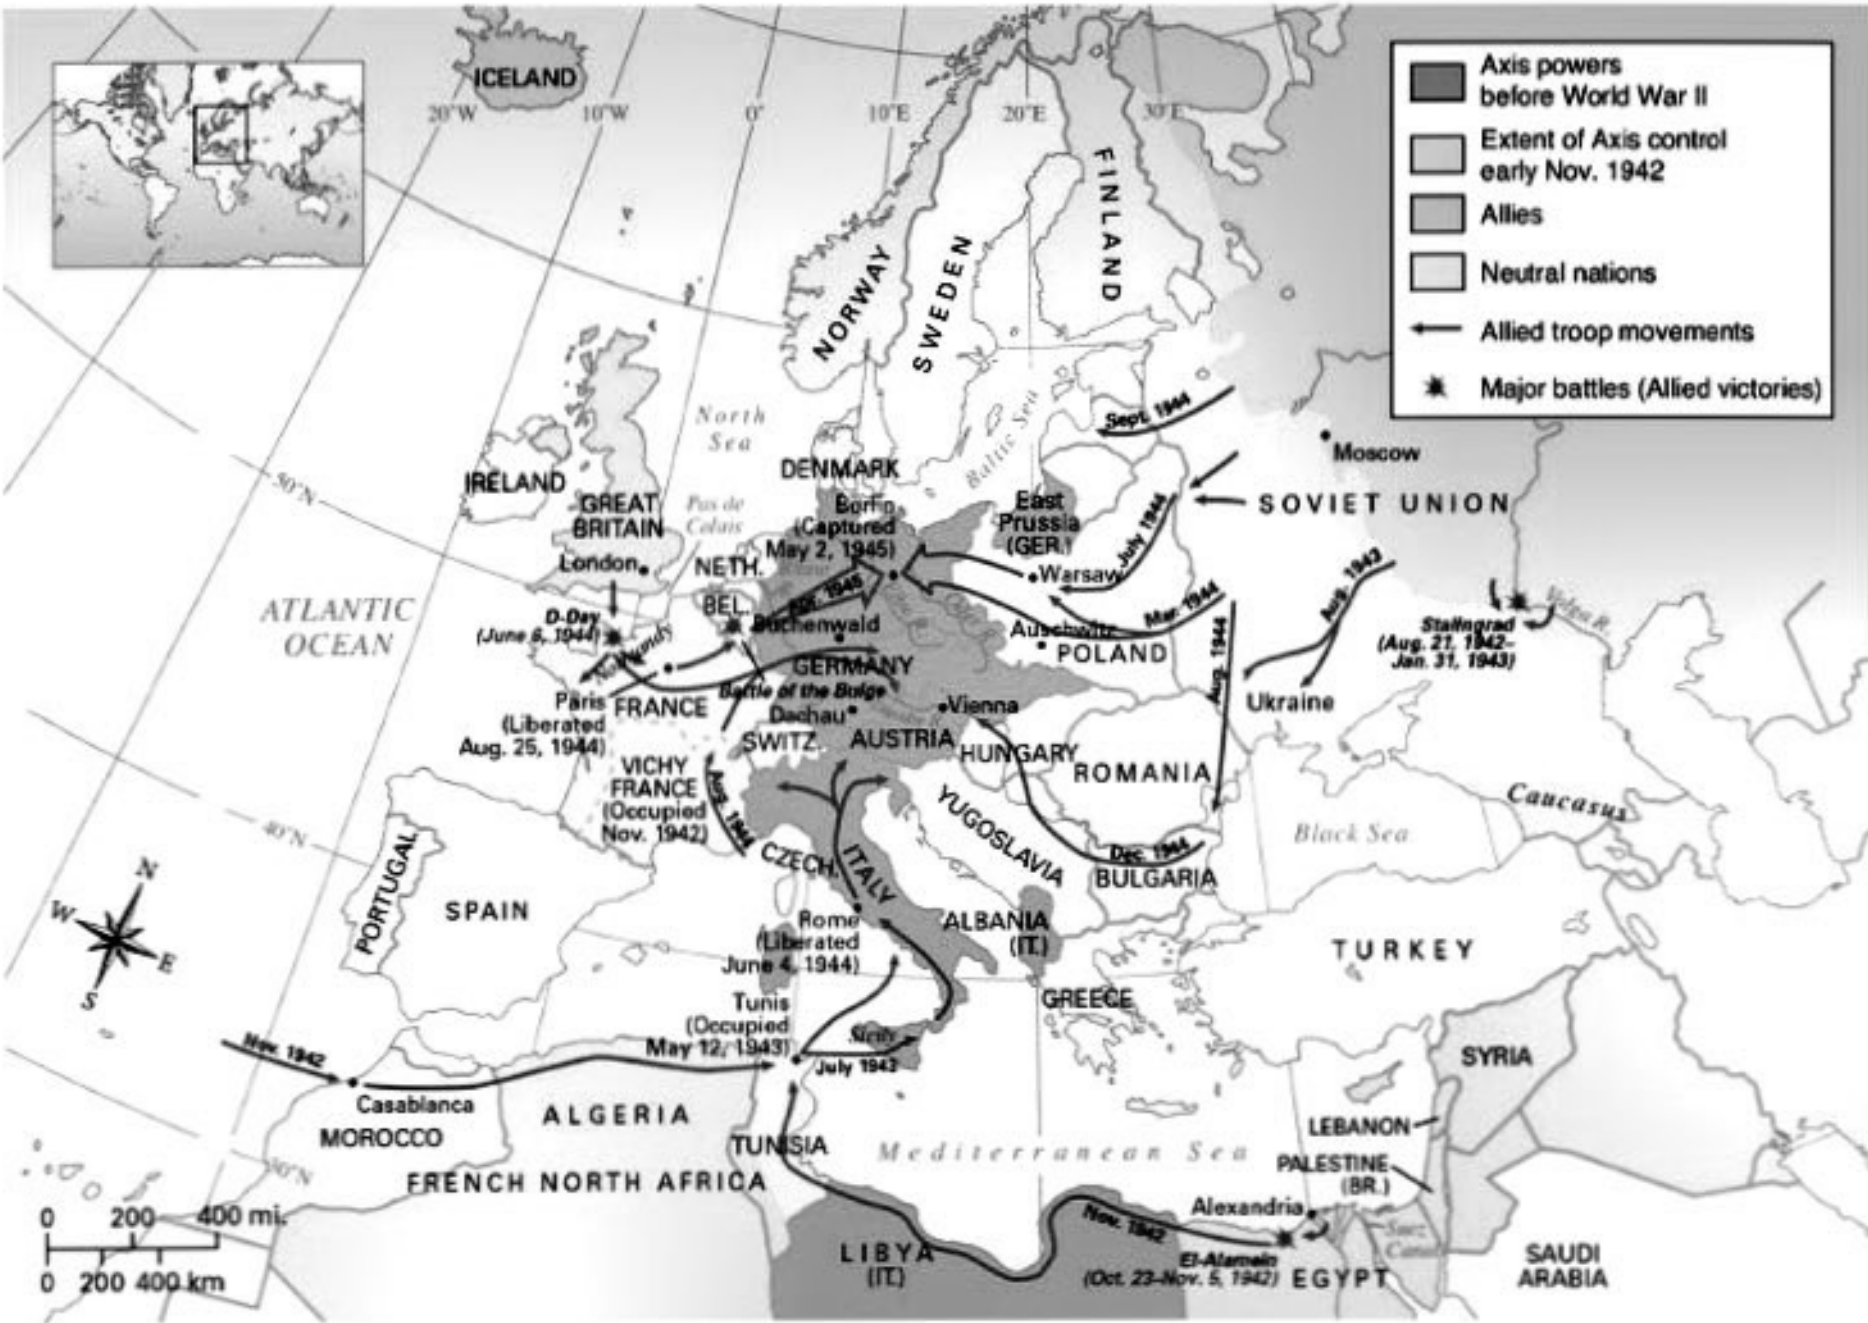 ICELAND
20°W
10°W
0°
10°E
20°E
30°E
Axis powers
before World War II
Extent of Axis control
early Nov. 1942
Allies
Neutral nations
Allied troop movements
Major battles (Allied victories)
FINLAND
NORWAY
SWEDEN
North
Sea
Baltic Sea
Sept. 1944
Moscow
SOVIET UNION
50°N
IRELAND
GREAT
BRITAIN
London
DENMARK
Pas de
Calais
Berlin
(Captured
May 2, 1945)
East
Prussia
(GER.)
July 1944
NETH.
Warsaw
Aug. 1943
ATLANTIC
OCEAN
D-Day
(June 6, 1944)
Normandy
BEL.
Apr. 1945
Buchenwald
Mar. 1944
Auschwitz
POLAND
Aug. 1944
Volga R.
Stalingrad
(Aug. 21, 1942–
Jan. 31, 1943)
GERMANY
Battle of the Bulge
Paris
(Liberated
Aug. 25, 1944)
FRANCE
Dachau
Vienna
Ukraine
SWITZ.
AUSTRIA
HUNGARY
ROMANIA
VICHY
FRANCE
(Occupied
Nov. 1942)
Aug. 1944
YUGOSLAVIA
Caucasus
Black Sea
40°N
CZECH.
ITALY
Dec. 1944
BULGARIA
N
W
E
S
PORTUGAL
SPAIN
Rome
(Liberated
June 4, 1944)
ALBANIA
(IT.)
TURKEY
GREECE
Tunis
(Occupied
May 12, 1943)
Sicily
July 1943
Nov. 1942
Casablanca
MOROCCO
ALGERIA
TUNISIA
FRENCH NORTH AFRICA
Mediterranean Sea
SYRIA
LEBANON
PALESTINE
(BR.)
30°N
0 200 400 mi.
0 200 400 km
LIBYA
(IT.)
Nov. 1942
Alexandria
El-Alamein
(Oct. 23–Nov. 5, 1942)
EGYPT
Suez
Canal
SAUDI
ARABIA